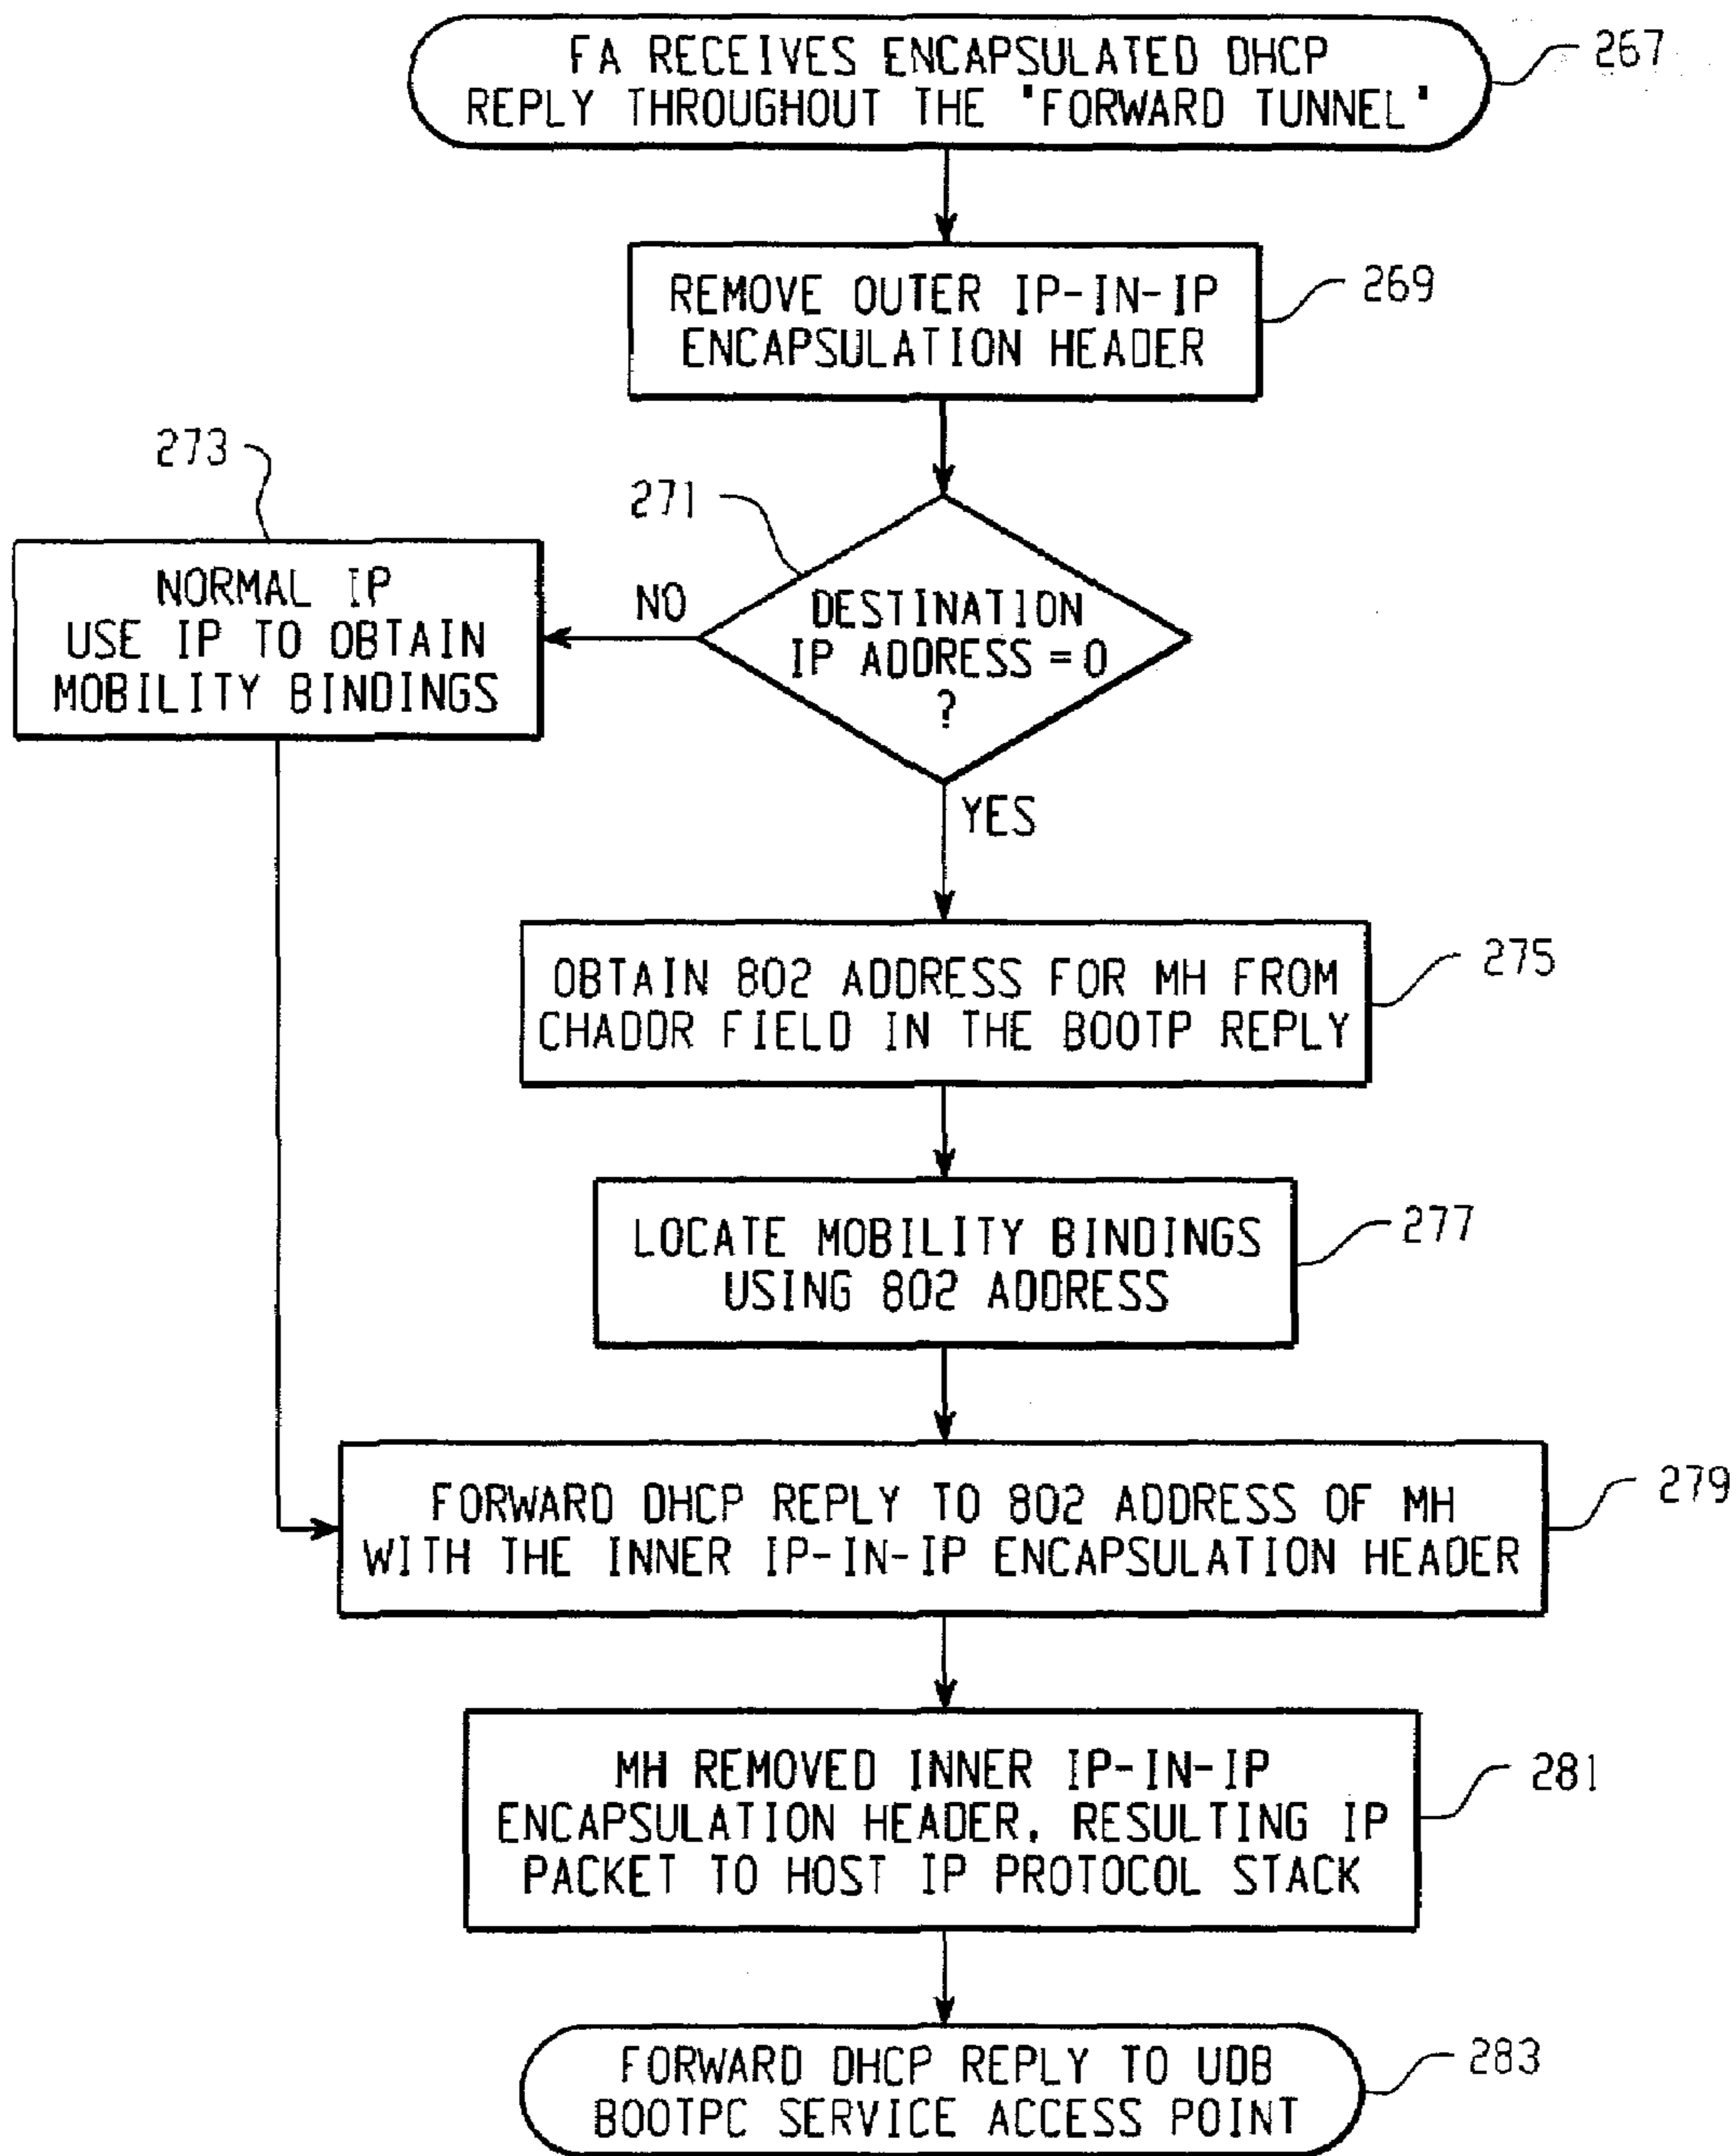 FA RECEIVES ENCAPSULATED DHCP
REPLY THROUGHOUT THE "FORWARD TUNNEL"
267
REMOVE OUTER IP-IN-IP
ENCAPSULATION HEADER
269
273
271
NORMAL IP
USE IP TO OBTAIN
MOBILITY BINDINGS
NO
DESTINATION
IP ADDRESS = 0
?
YES
OBTAIN 802 ADDRESS FOR MH FROM
CHADDR FIELD IN THE BOOTP REPLY
275
LOCATE MOBILITY BINDINGS
USING 802 ADDRESS
277
FORWARD DHCP REPLY TO 802 ADDRESS OF MH
WITH THE INNER IP-IN-IP ENCAPSULATION HEADER
279
MH REMOVED INNER IP-IN-IP
ENCAPSULATION HEADER, RESULTING IP
PACKET TO HOST IP PROTOCOL STACK
281
FORWARD DHCP REPLY TO UDB
BOOTPC SERVICE ACCESS POINT
283